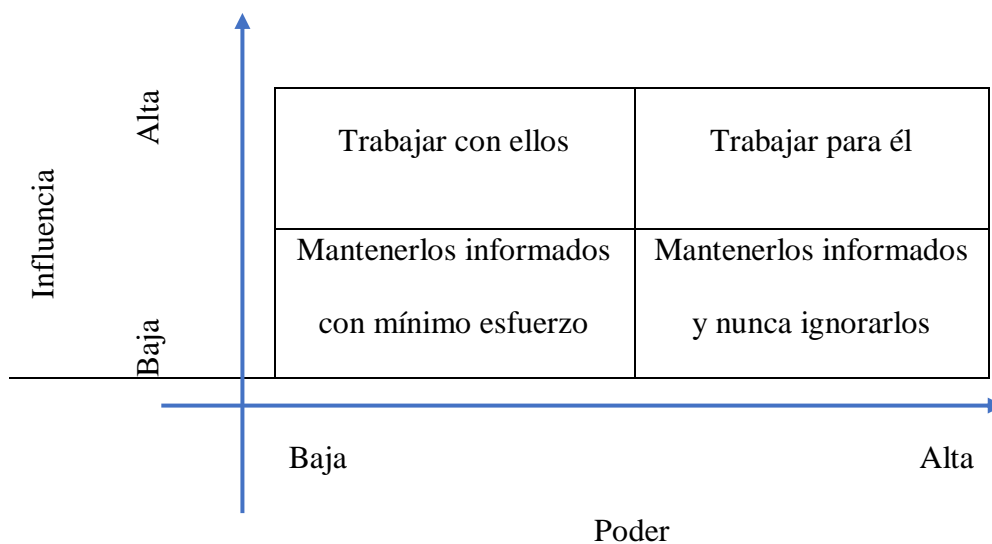 Influencia
Alta
Baja
Trabajar con ellos
Trabajar para él
Mantenerlos informados
con mínimo esfuerzo
Mantenerlos informados
y nunca ignorarlos
Baja
Alta
Poder